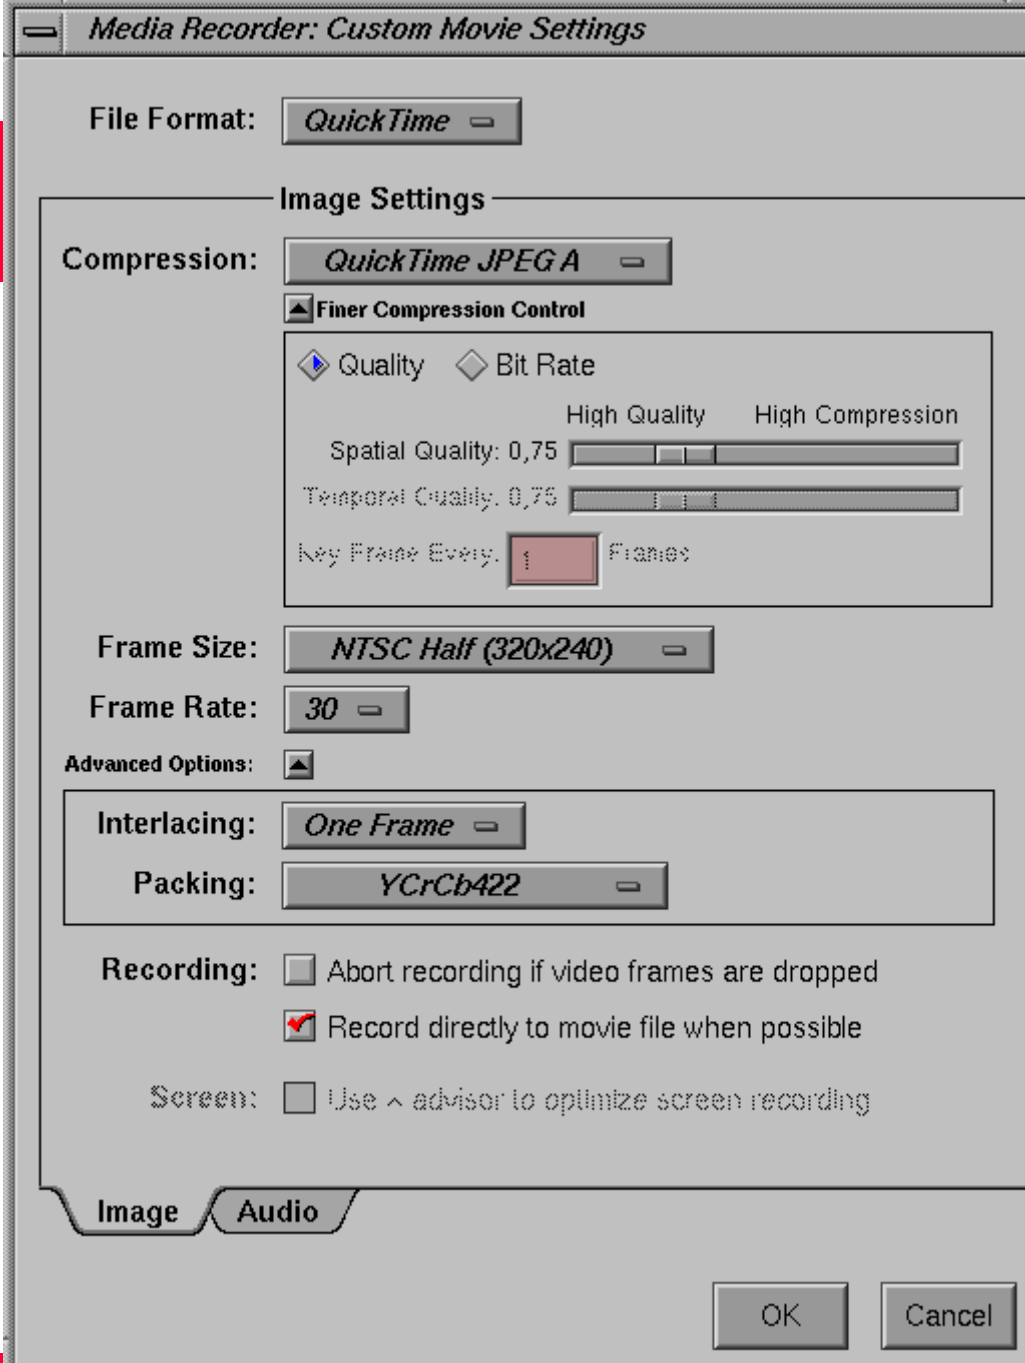 Media Recorder: Custom Movie Settings
File Format: QuickTime
Image Settings
Compression: QuickTime JPEG A
Finer Compression Control
Quality Bit Rate
High Quality High Compression
Spatial Quality: 0,75
Temporal Quality: 0,75
Key Frame Every: 1 Frames
Frame Size: NTSC Half (320x240)
Frame Rate: 30
Advanced Options:
Interlacing: One Frame
Packing: YCrCb422
Recording: Abort recording if video frames are dropped
Record directly to movie file when possible
Screen: Use X advisor to optimize screen recording
Image Audio
OK Cancel